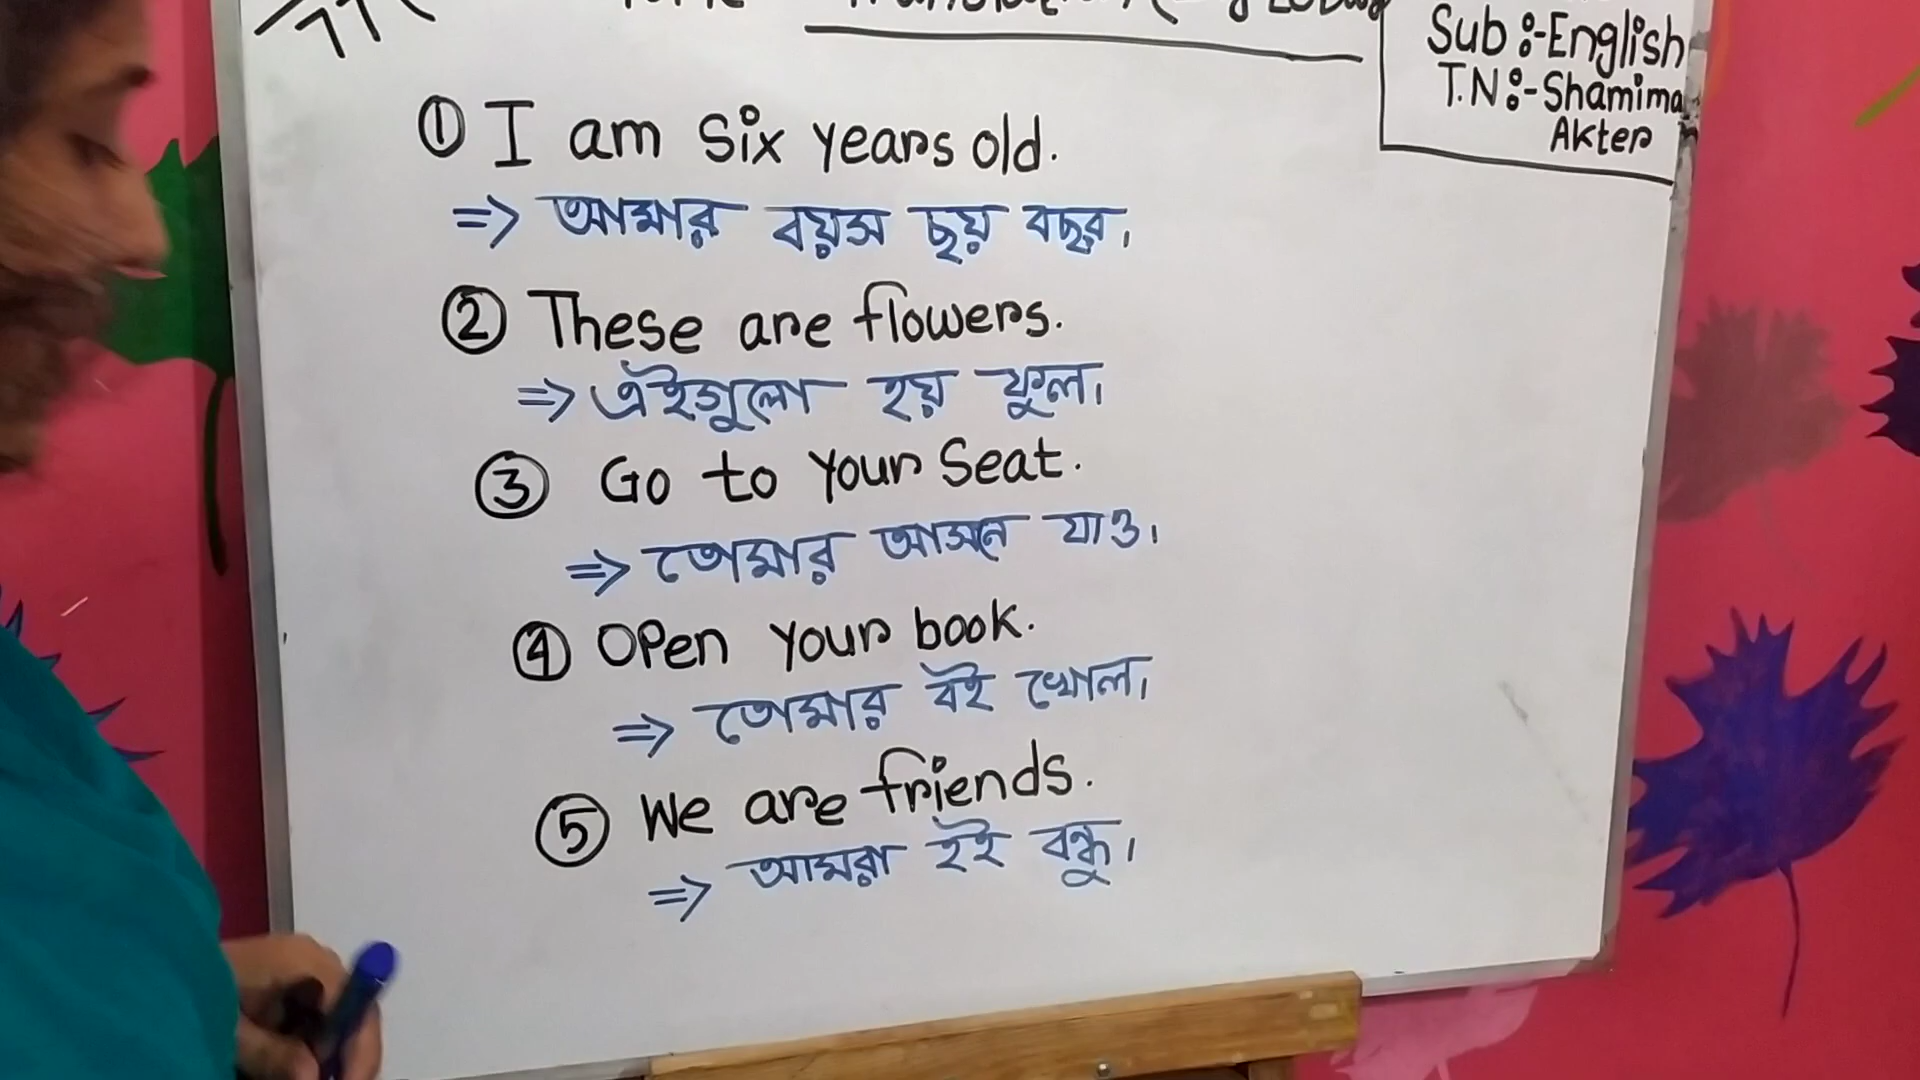 Sub :- English
T.N :- Shamima
Akter
① I am Six years old.
=> আমার বয়স ছয় বছর।
② These are flowers.
=> এইগুলো হয় ফুল।
③ Go to Your Seat.
=> তোমার আসনে যাও।
④ Open Your book.
=> তোমার বই খোল।
⑤ We are friends.
=> আমরা হই বন্ধু।